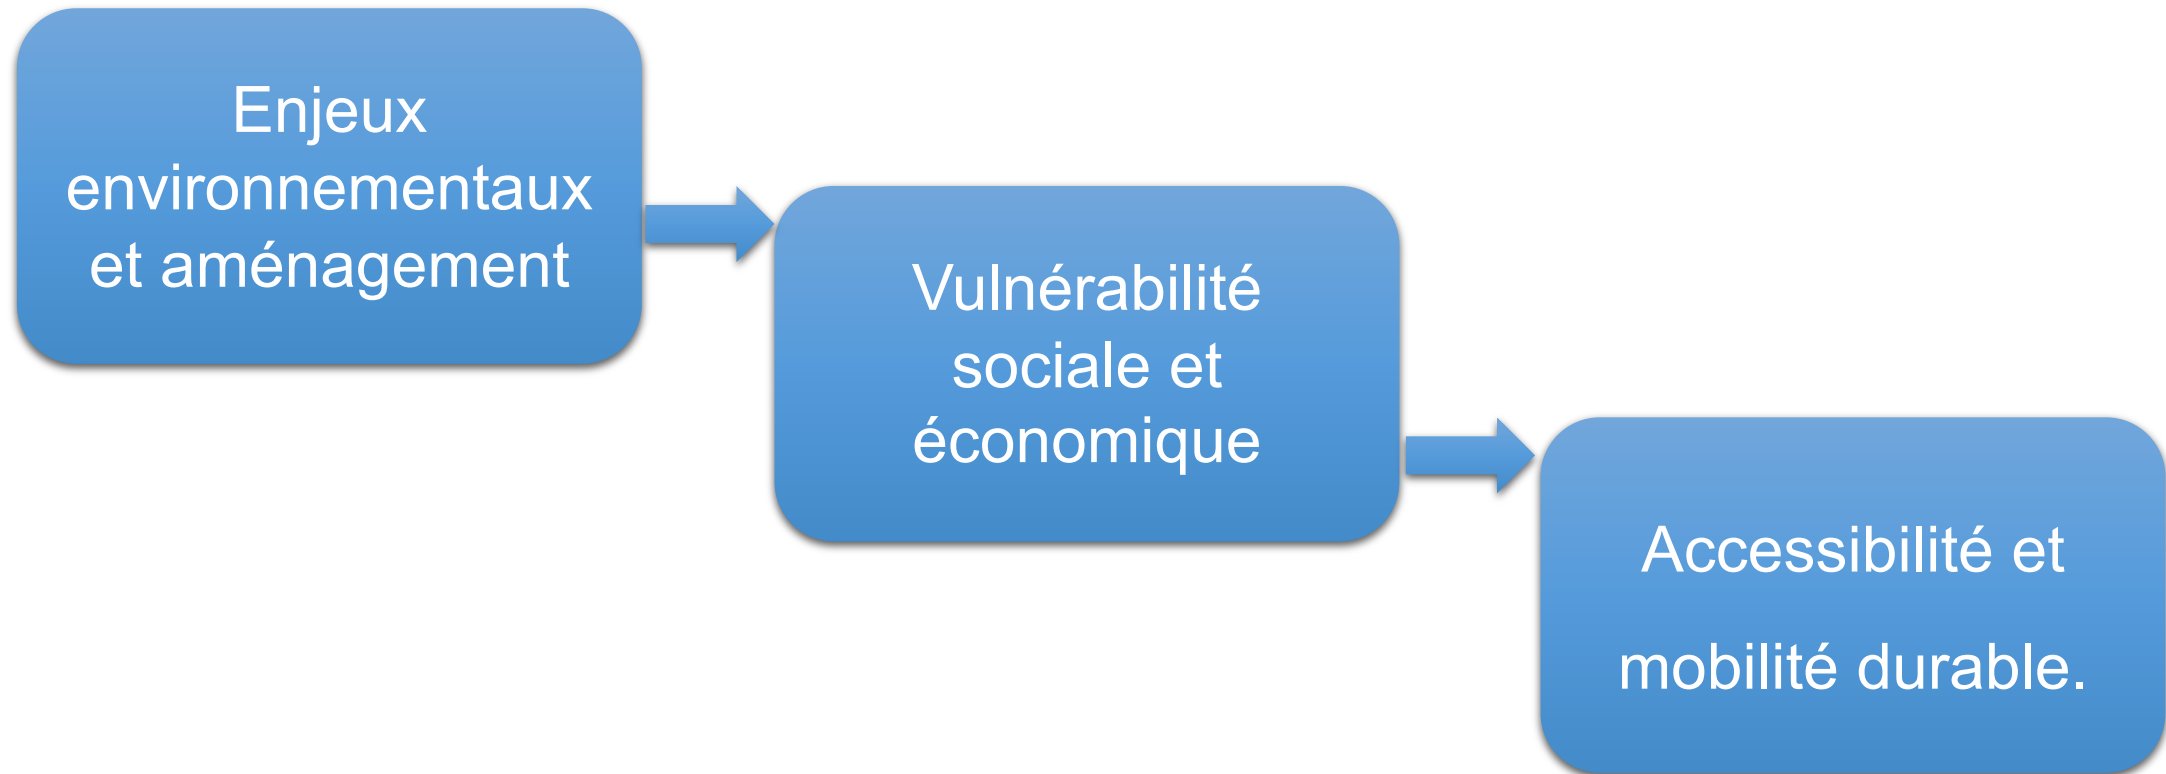 Enjeux
environnementaux
et aménagement
Vulnérabilité
sociale et
économique
Accessibilité et
mobilité durable.